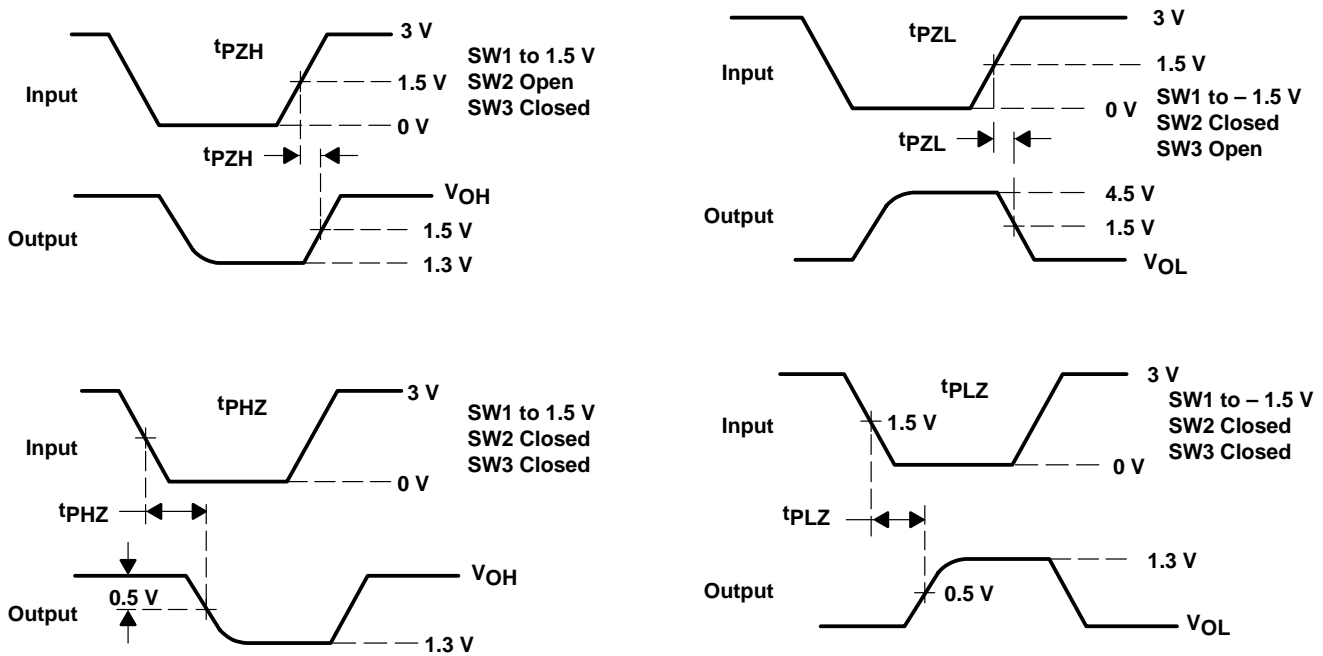 tPZH
3 V
SW1 to 1.5 V
SW2 Open
SW3 Closed
Input
1.5 V
0 V
tPZH
VOH
Output
1.5 V
1.3 V
tPZL
3 V
1.5 V
Input
0 V
SW1 to – 1.5 V
SW2 Closed
SW3 Open
tPZL
4.5 V
Output
1.5 V
VOL
tPHZ
3 V
SW1 to 1.5 V
SW2 Closed
SW3 Closed
Input
0 V
tPHZ
VOH
0.5 V
Output
1.3 V
tPLZ
3 V
SW1 to – 1.5 V
SW2 Closed
SW3 Closed
1.5 V
Input
0 V
tPLZ
1.3 V
Output
0.5 V
VOL